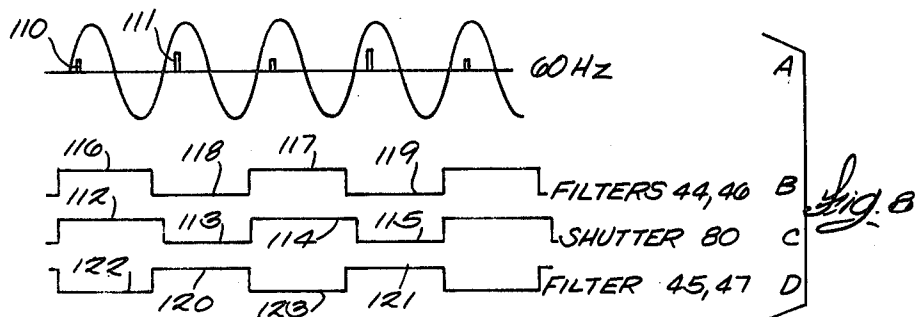 110 111
60 Hz A
116 118 117 119
FILTERS 44,46 B
112 113 114 115
SHUTTER 80 C
122 120 123 121
FILTER 45,47 D
Fig. 8